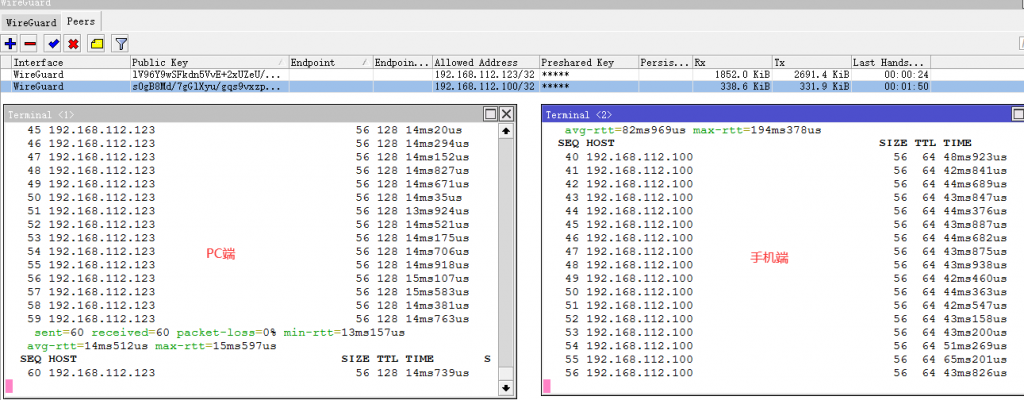 WireGuard
WireGuard Peers
Interface Public Key Endpoint Endpoin... Allowed Address Preshared Key Persis... Rx Tx Last Hands...
WireGuard lV96Y9wSFkdn5VvE+2xUZeU/... 192.168.112.123/32 ***** 1852.0 KiB 2691.4 KiB 00:00:24
WireGuard sOgB8Md/7gGlXyu/gqs9vxzp... 192.168.112.100/32 ***** 338.6 KiB 331.9 KiB 00:01:50
Terminal <1>
45 192.168.112.123 56 128 14ms20us
46 192.168.112.123 56 128 14ms294us
47 192.168.112.123 56 128 14ms152us
48 192.168.112.123 56 128 14ms827us
49 192.168.112.123 56 128 14ms671us
50 192.168.112.123 56 128 14ms35us
51 192.168.112.123 56 128 13ms924us
52 192.168.112.123 56 128 14ms521us
53 192.168.112.123 56 128 14ms175us
54 192.168.112.123 56 128 14ms706us
55 192.168.112.123 56 128 14ms918us
56 192.168.112.123 56 128 15ms107us
57 192.168.112.123 56 128 15ms583us
58 192.168.112.123 56 128 14ms381us
59 192.168.112.123 56 128 14ms763us
sent=60 received=60 packet-loss=0% min-rtt=13ms157us
avg-rtt=14ms512us max-rtt=15ms597us
SEQ HOST SIZE TTL TIME S
60 192.168.112.123 56 128 14ms739us
PC端
Terminal <2>
avg-rtt=82ms969us max-rtt=194ms378us
SEQ HOST SIZE TTL TIME
40 192.168.112.100 56 64 48ms923us
41 192.168.112.100 56 64 42ms841us
42 192.168.112.100 56 64 44ms689us
43 192.168.112.100 56 64 43ms847us
44 192.168.112.100 56 64 44ms376us
45 192.168.112.100 56 64 43ms887us
46 192.168.112.100 56 64 44ms682us
47 192.168.112.100 56 64 43ms875us
48 192.168.112.100 56 64 43ms938us
49 192.168.112.100 56 64 42ms460us
50 192.168.112.100 56 64 44ms363us
51 192.168.112.100 56 64 42ms547us
52 192.168.112.100 56 64 43ms158us
53 192.168.112.100 56 64 43ms200us
54 192.168.112.100 56 64 51ms269us
55 192.168.112.100 56 64 65ms201us
56 192.168.112.100 56 64 43ms826us
手机端